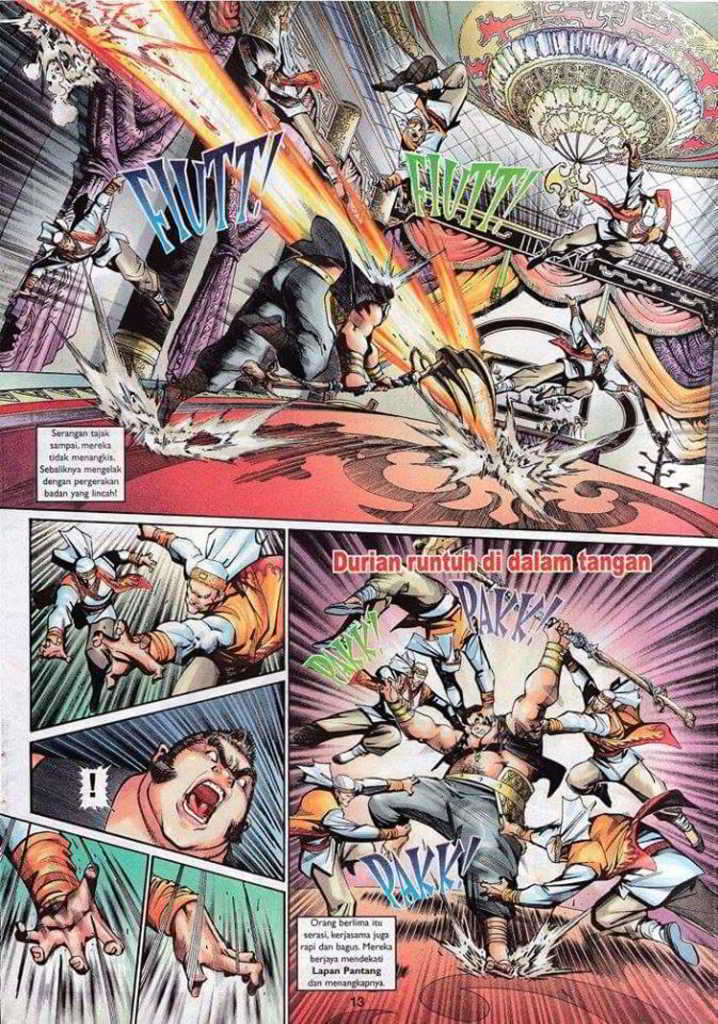 FIUTT!
FIUTT!
Serangan tajak
sampai, mereka
tidak menangkis.
Sebaliknya mengelak
dengan pergerakan
badan yang lincah!
!
Durian runtuh di dalam tangan
PAKK!
PAKK!
PAKK!
Orang berlima itu
serasi, kerjasama juga
rapi dan bagus. Mereka
berjaya mendekati
Lapan Pantang
dan menangkapnya.
13